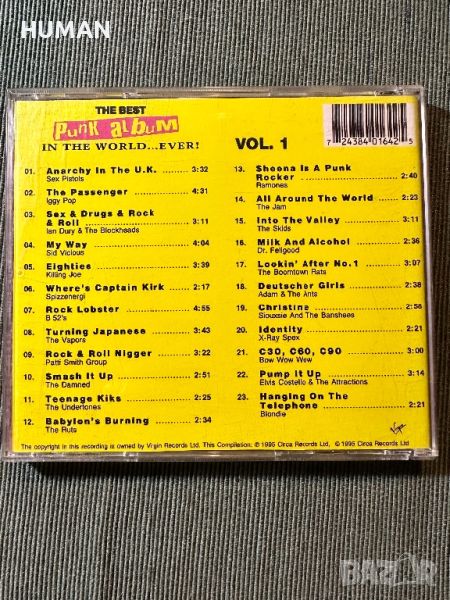 HUMAN
THE BEST
PUNK ALBUM
IN THE WORLD...EVER!
VOL. 1
7 24384 01642 5
01. Anarchy In The U.K. 3:32
Sex Pistols
02. The Passenger 4:31
Iggy Pop
03. Sex & Drugs & Rock
& Roll 3:11
Ian Dury & The Blockheads
04. My Way 4:04
Sid Vicious
05. Eighties 3:39
Killing Joe
06. Where's Captain Kirk 2:17
Spizzenergi
07. Rock Lobster 4:55
B 52's
08. Turning Japanese 3:43
The Vapors
09. Rock & Roll Nigger 3:22
Patti Smith Group
10. Smash It Up 2:51
The Damned
11. Teenage Kiks 2:25
The Undertones
12. Babylon's Burning 2:34
The Ruts
13. Sheena Is A Punk
Rocker 2:40
Ramones
14. All Around The World 2:23
The Jam
15. Into The Valley 3:11
The Skids
16. Milk And Alcohol 2:36
Dr. Feelgood
17. Lookin' After No.1 3:07
The Boomtown Rats
18. Deutscher Girls 2:38
Adam & The Ants
19. Christine 2:58
Siouxsie And The Banshees
20. Identity 2:21
X-Ray Spex
21. C30, C60, C90 3:00
Bow Wow Wew
22. Pump It Up 3:14
Elvis Costello & The Attractions
23. Hanging On The
Telephone 2:21
Blondie
The copyright in this recording is owned by Virgin Records Ltd. This Compilation: ℗ 1995 Circa Records Ltd, © 1995 Circa Records Ltd
Virgin
BAZAR